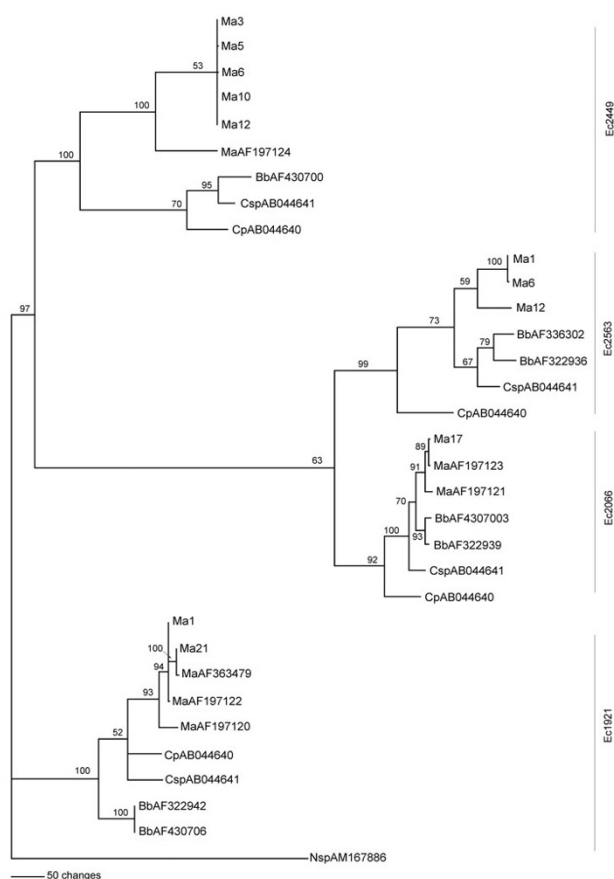 Ma3
Ma5
53
Ma6
Ma10
100
Ma12
MaAF197124
100
BbAF430700
95
CspAB044641
70
CpAB044640
Ec2449
Ma1
100
Ma6
59
Ma12
97
73
BbAF336302
79
BbAF322936
67
CspAB044641
99
CpAB044640
Ec2563
Ma17
89
MaAF197123
91
MaAF197121
63
70
BbAF4307003
100
93
BbAF322939
92
CspAB044641
CpAB044640
Ec2066
Ma1
100
Ma21
94
MaAF363479
93
MaAF197122
MaAF197120
52
CpAB044640
100
CspAB044641
BbAF322942
100
BbAF430706
Ec1921
NspAM167886
50 changes